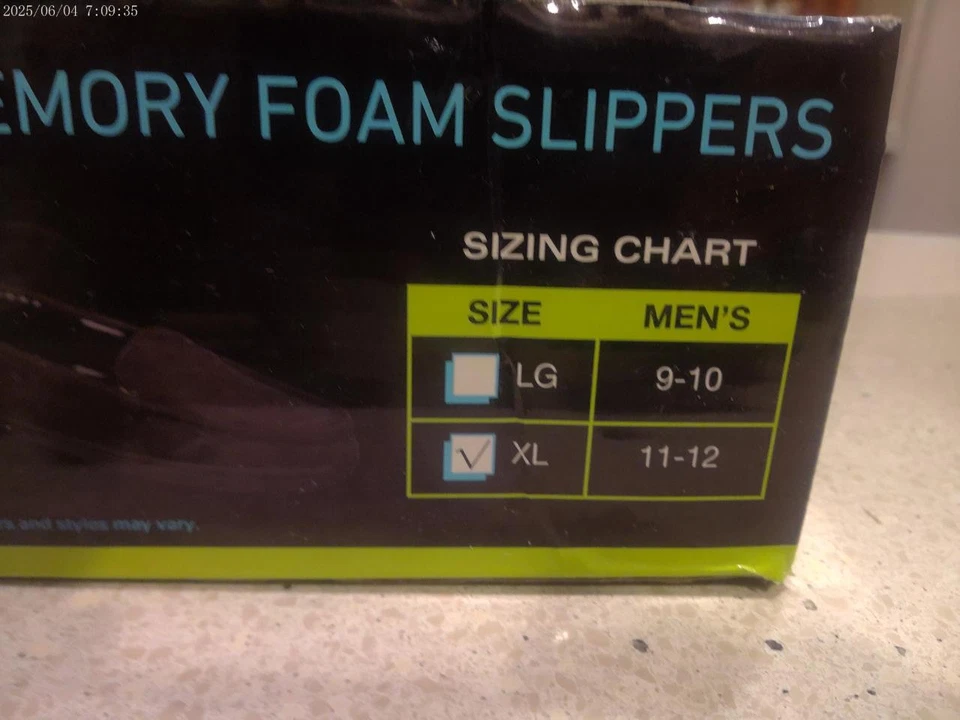 2025/06/04 7:09:35
EMORY FOAM SLIPPERS
SIZING CHART
SIZE MEN'S
LG 9-10
XL 11-12
and styles may vary.